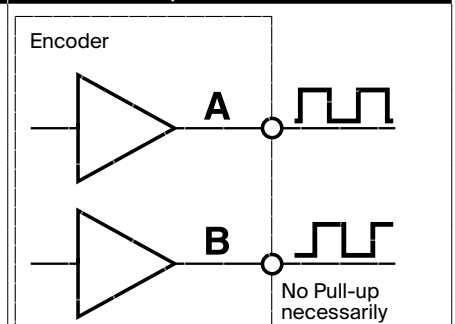 Encoder
A
B
No Pull-up
necessarily